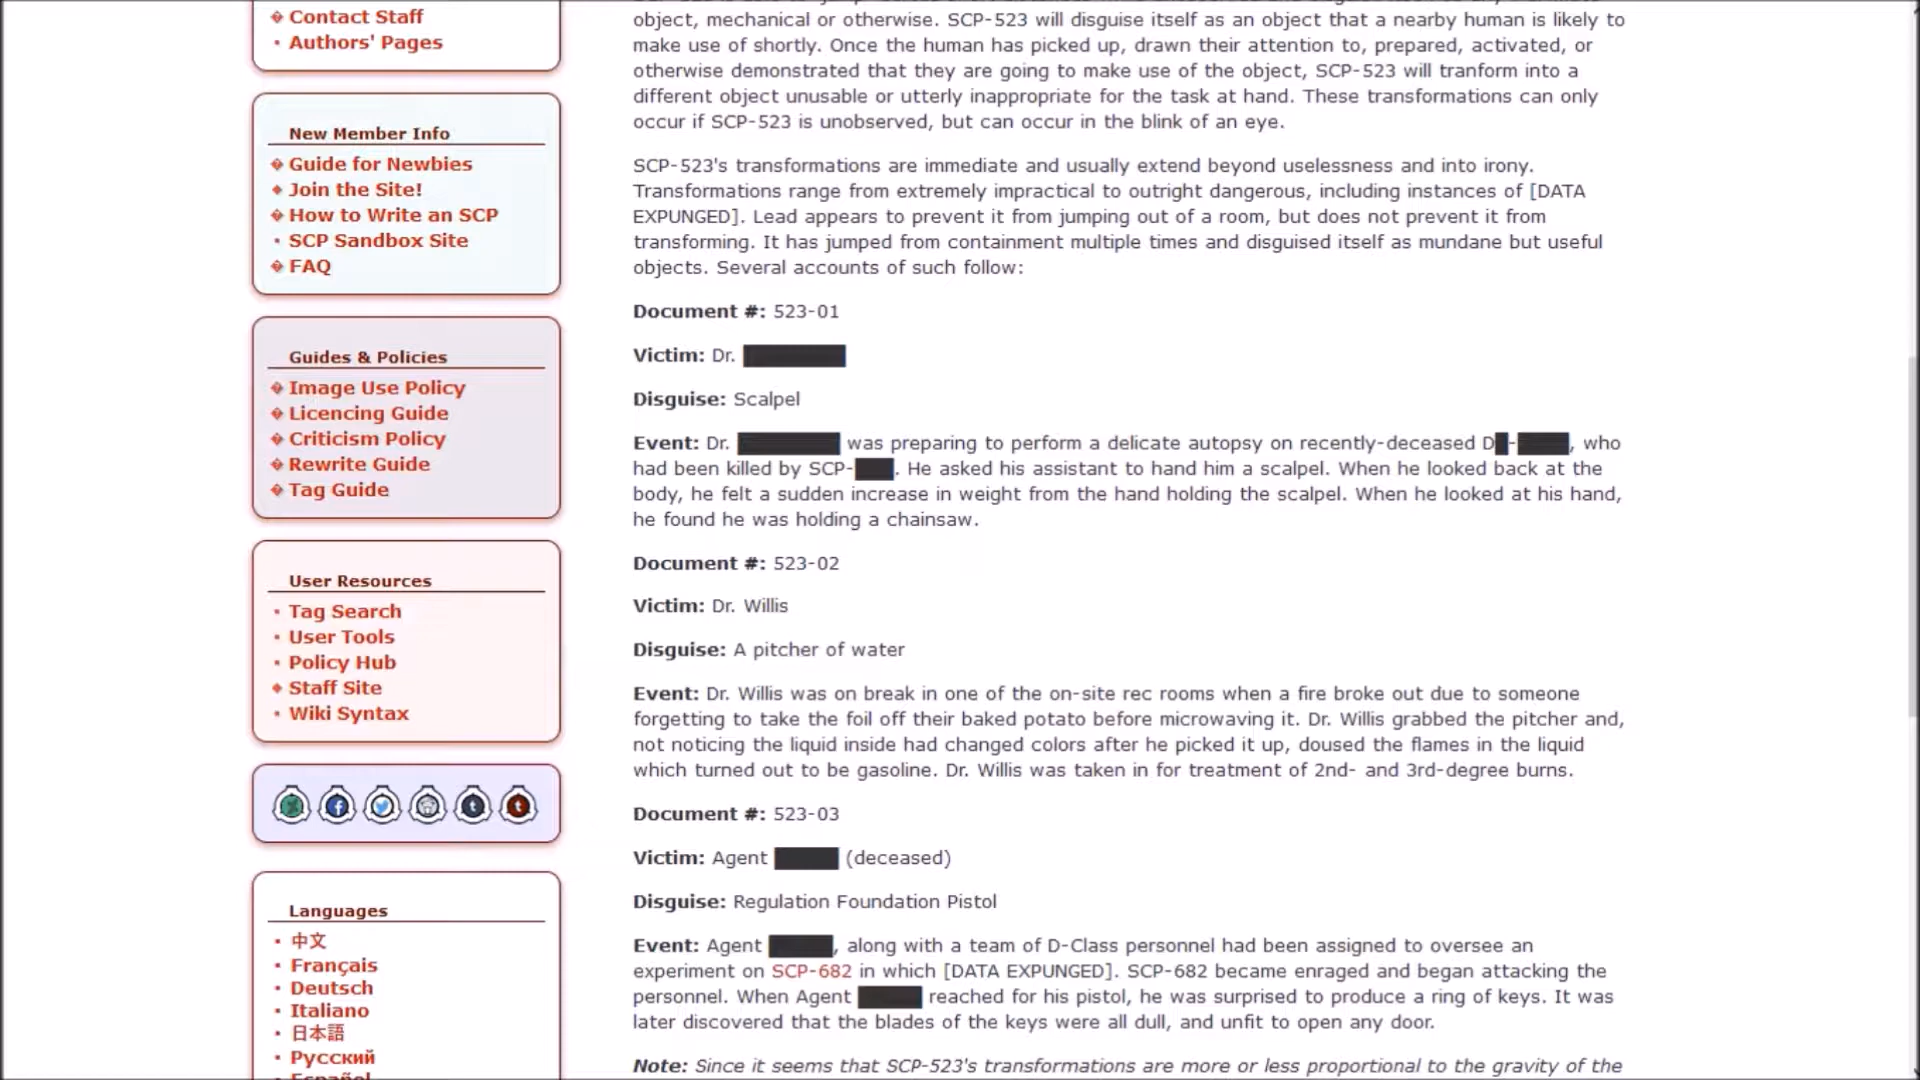 Contact Staff
Authors' Pages
New Member Info
Guide for Newbies
Join the Site!
How to Write an SCP
SCP Sandbox Site
FAQ
Guides & Policies
Image Use Policy
Licencing Guide
Criticism Policy
Rewrite Guide
Tag Guide
User Resources
Tag Search
User Tools
Policy Hub
Staff Site
Wiki Syntax
Languages
中文
Français
Deutsch
Italiano
日本語
Русский
Español
object, mechanical or otherwise. SCP-523 will disguise itself as an object that a nearby human is likely to
make use of shortly. Once the human has picked up, drawn their attention to, prepared, activated, or
otherwise demonstrated that they are going to make use of the object, SCP-523 will tranform into a
different object unusable or utterly inappropriate for the task at hand. These transformations can only
occur if SCP-523 is unobserved, but can occur in the blink of an eye.
SCP-523's transformations are immediate and usually extend beyond uselessness and into irony.
Transformations range from extremely impractical to outright dangerous, including instances of [DATA
EXPUNGED]. Lead appears to prevent it from jumping out of a room, but does not prevent it from
transforming. It has jumped from containment multiple times and disguised itself as mundane but useful
objects. Several accounts of such follow:
Document #: 523-01
Victim: Dr. ████████
Disguise: Scalpel
Event: Dr. ████████ was preparing to perform a delicate autopsy on recently-deceased D█-████, who
had been killed by SCP-███. He asked his assistant to hand him a scalpel. When he looked back at the
body, he felt a sudden increase in weight from the hand holding the scalpel. When he looked at his hand,
he found he was holding a chainsaw.
Document #: 523-02
Victim: Dr. Willis
Disguise: A pitcher of water
Event: Dr. Willis was on break in one of the on-site rec rooms when a fire broke out due to someone
forgetting to take the foil off their baked potato before microwaving it. Dr. Willis grabbed the pitcher and,
not noticing the liquid inside had changed colors after he picked it up, doused the flames in the liquid
which turned out to be gasoline. Dr. Willis was taken in for treatment of 2nd- and 3rd-degree burns.
Document #: 523-03
Victim: Agent █████ (deceased)
Disguise: Regulation Foundation Pistol
Event: Agent █████, along with a team of D-Class personnel had been assigned to oversee an
experiment on SCP-682 in which [DATA EXPUNGED]. SCP-682 became enraged and began attacking the
personnel. When Agent █████ reached for his pistol, he was surprised to produce a ring of keys. It was
later discovered that the blades of the keys were all dull, and unfit to open any door.
Note: Since it seems that SCP-523's transformations are more or less proportional to the gravity of the